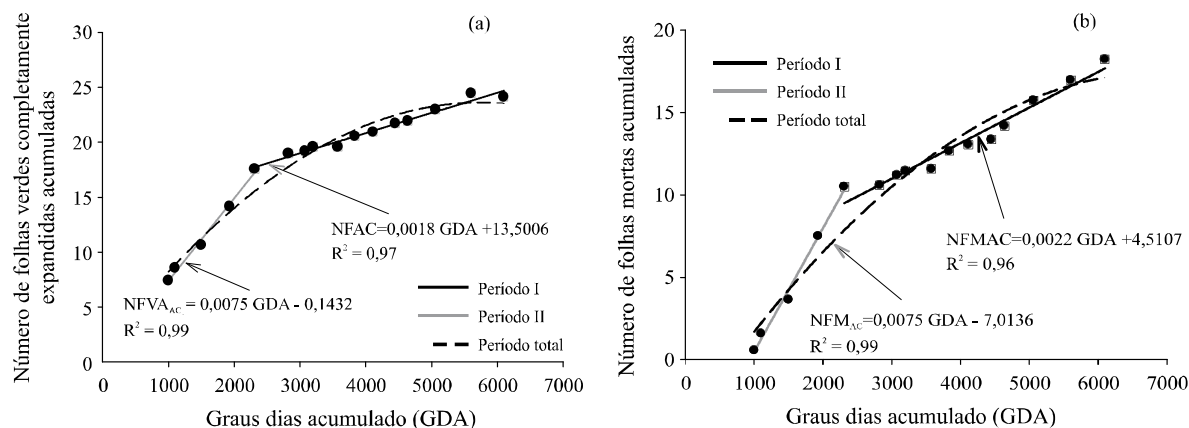 (a)
Número de folhas verdes completamente
expandidas acumuladas
30
25
20
15
10
5
0
NFAC=0,0018 GDA +13,5006
R² = 0,97
NFVA_AC = 0,0075 GDA - 0,1432
R² = 0,99
Período I
Período II
Período total
0 1000 2000 3000 4000 5000 6000 7000
Graus dias acumulado (GDA)
(b)
Número de folhas mortas acumuladas
20
15
10
5
0
Período I
Período II
Período total
NFMAC=0,0022 GDA +4,5107
R² = 0,96
NFM_AC=0,0075 GDA - 7,0136
R² = 0,99
0 1000 2000 3000 4000 5000 6000 7000
Graus dias acumulado (GDA)